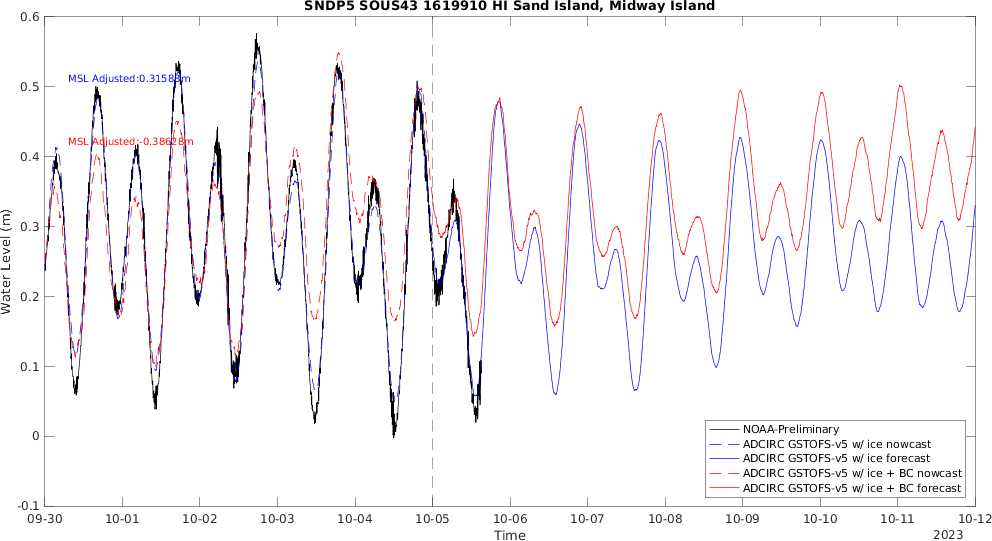 SNDP5 SOUS43 1619910 HI Sand Island, Midway Island
0.6
0.5
0.4
0.3
0.2
0.1
0
-0.1
Water Level (m)
MSL Adjusted:0.31583m
MSL Adjusted:-0.38628m
NOAA-Preliminary
ADCIRC GSTOFS-v5 w/ ice nowcast
ADCIRC GSTOFS-v5 w/ ice forecast
ADCIRC GSTOFS-v5 w/ ice + BC nowcast
ADCIRC GSTOFS-v5 w/ ice + BC forecast
09-30 10-01 10-02 10-03 10-04 10-05 10-06 10-07 10-08 10-09 10-10 10-11 10-12
Time
2023